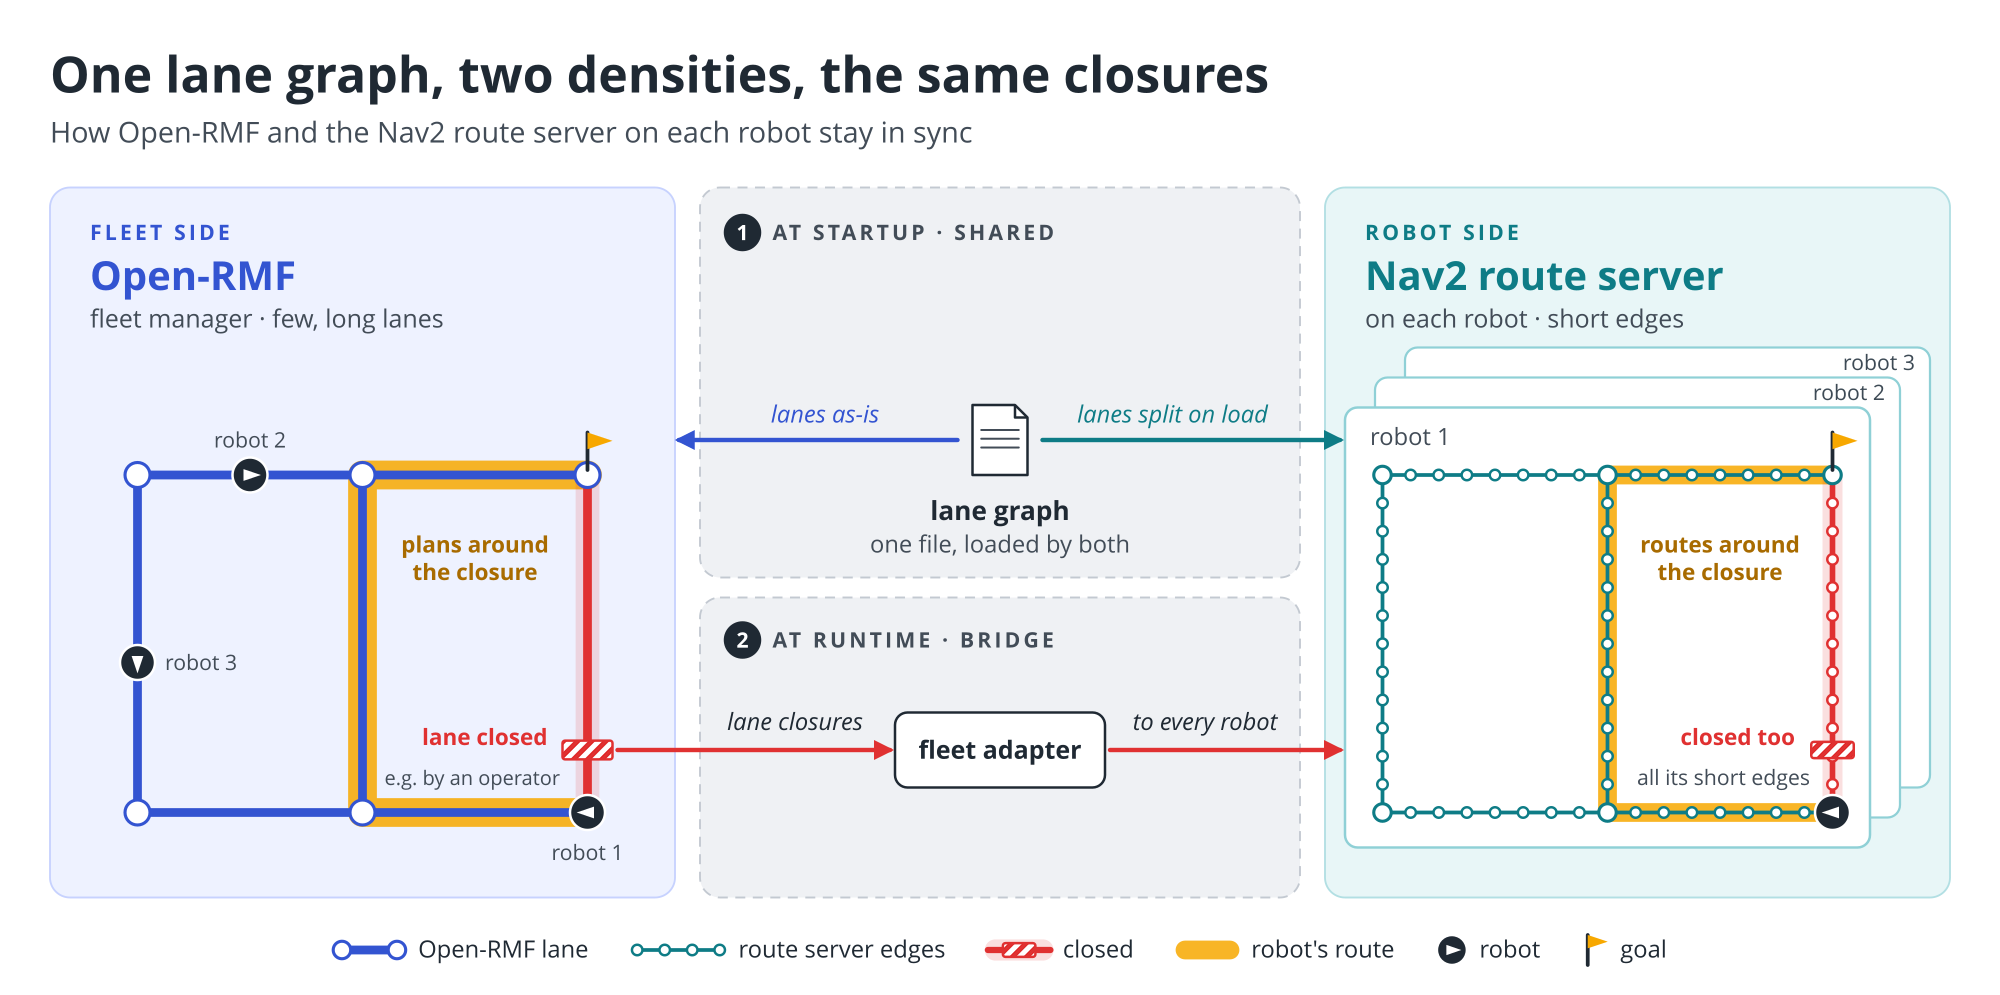 One lane graph, two densities, the same closures
How Open-RMF and the Nav2 route server on each robot stay in sync
FLEET SIDE
Open-RMF
fleet manager · few, long lanes
robot 2
plans around
the closure
robot 3
lane closed
e.g. by an operator
robot 1
1 AT STARTUP · SHARED
lanes as-is
lanes split on load
lane graph
one file, loaded by both
2 AT RUNTIME · BRIDGE
lane closures
fleet adapter
to every robot
ROBOT SIDE
Nav2 route server
on each robot · short edges
robot 3
robot 2
robot 1
routes around
the closure
closed too
all its short edges
Open-RMF lane
route server edges
closed
robot's route
robot
goal